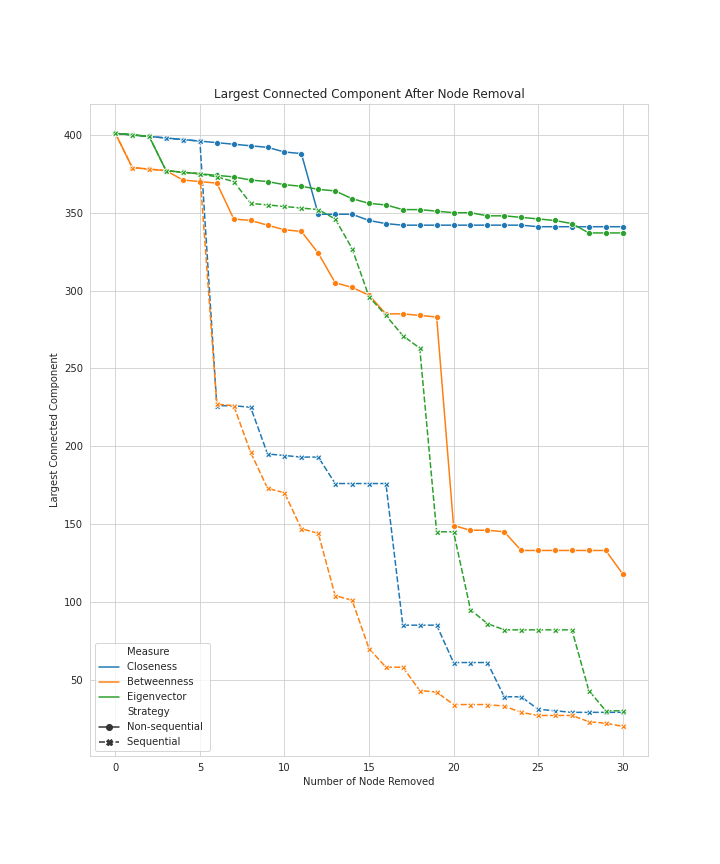 Largest Connected Component After Node Removal
Largest Connected Component
400
350
300
250
200
150
100
50
Measure
Closeness
Betweenness
Eigenvector
Strategy
Non-sequential
Sequential
0 5 10 15 20 25 30
Number of Node Removed